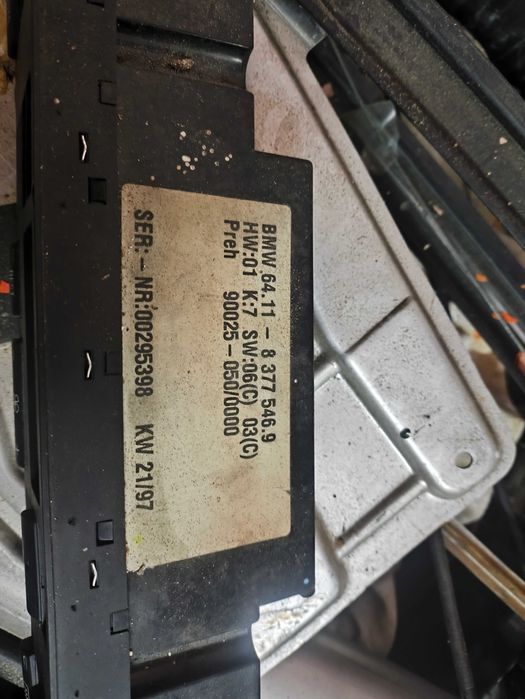 BMW 64.11 - 8 377 546.9
HW:01 K:7 SW:06(C) 03(C)
Preh 90025-050/0000
SER:- NR:00295398 KW 21/97